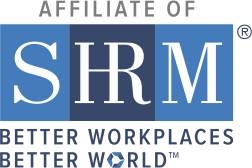 AFFILIATE OF
SHRM®
BETTER WORKPLACES
BETTER WORLD™